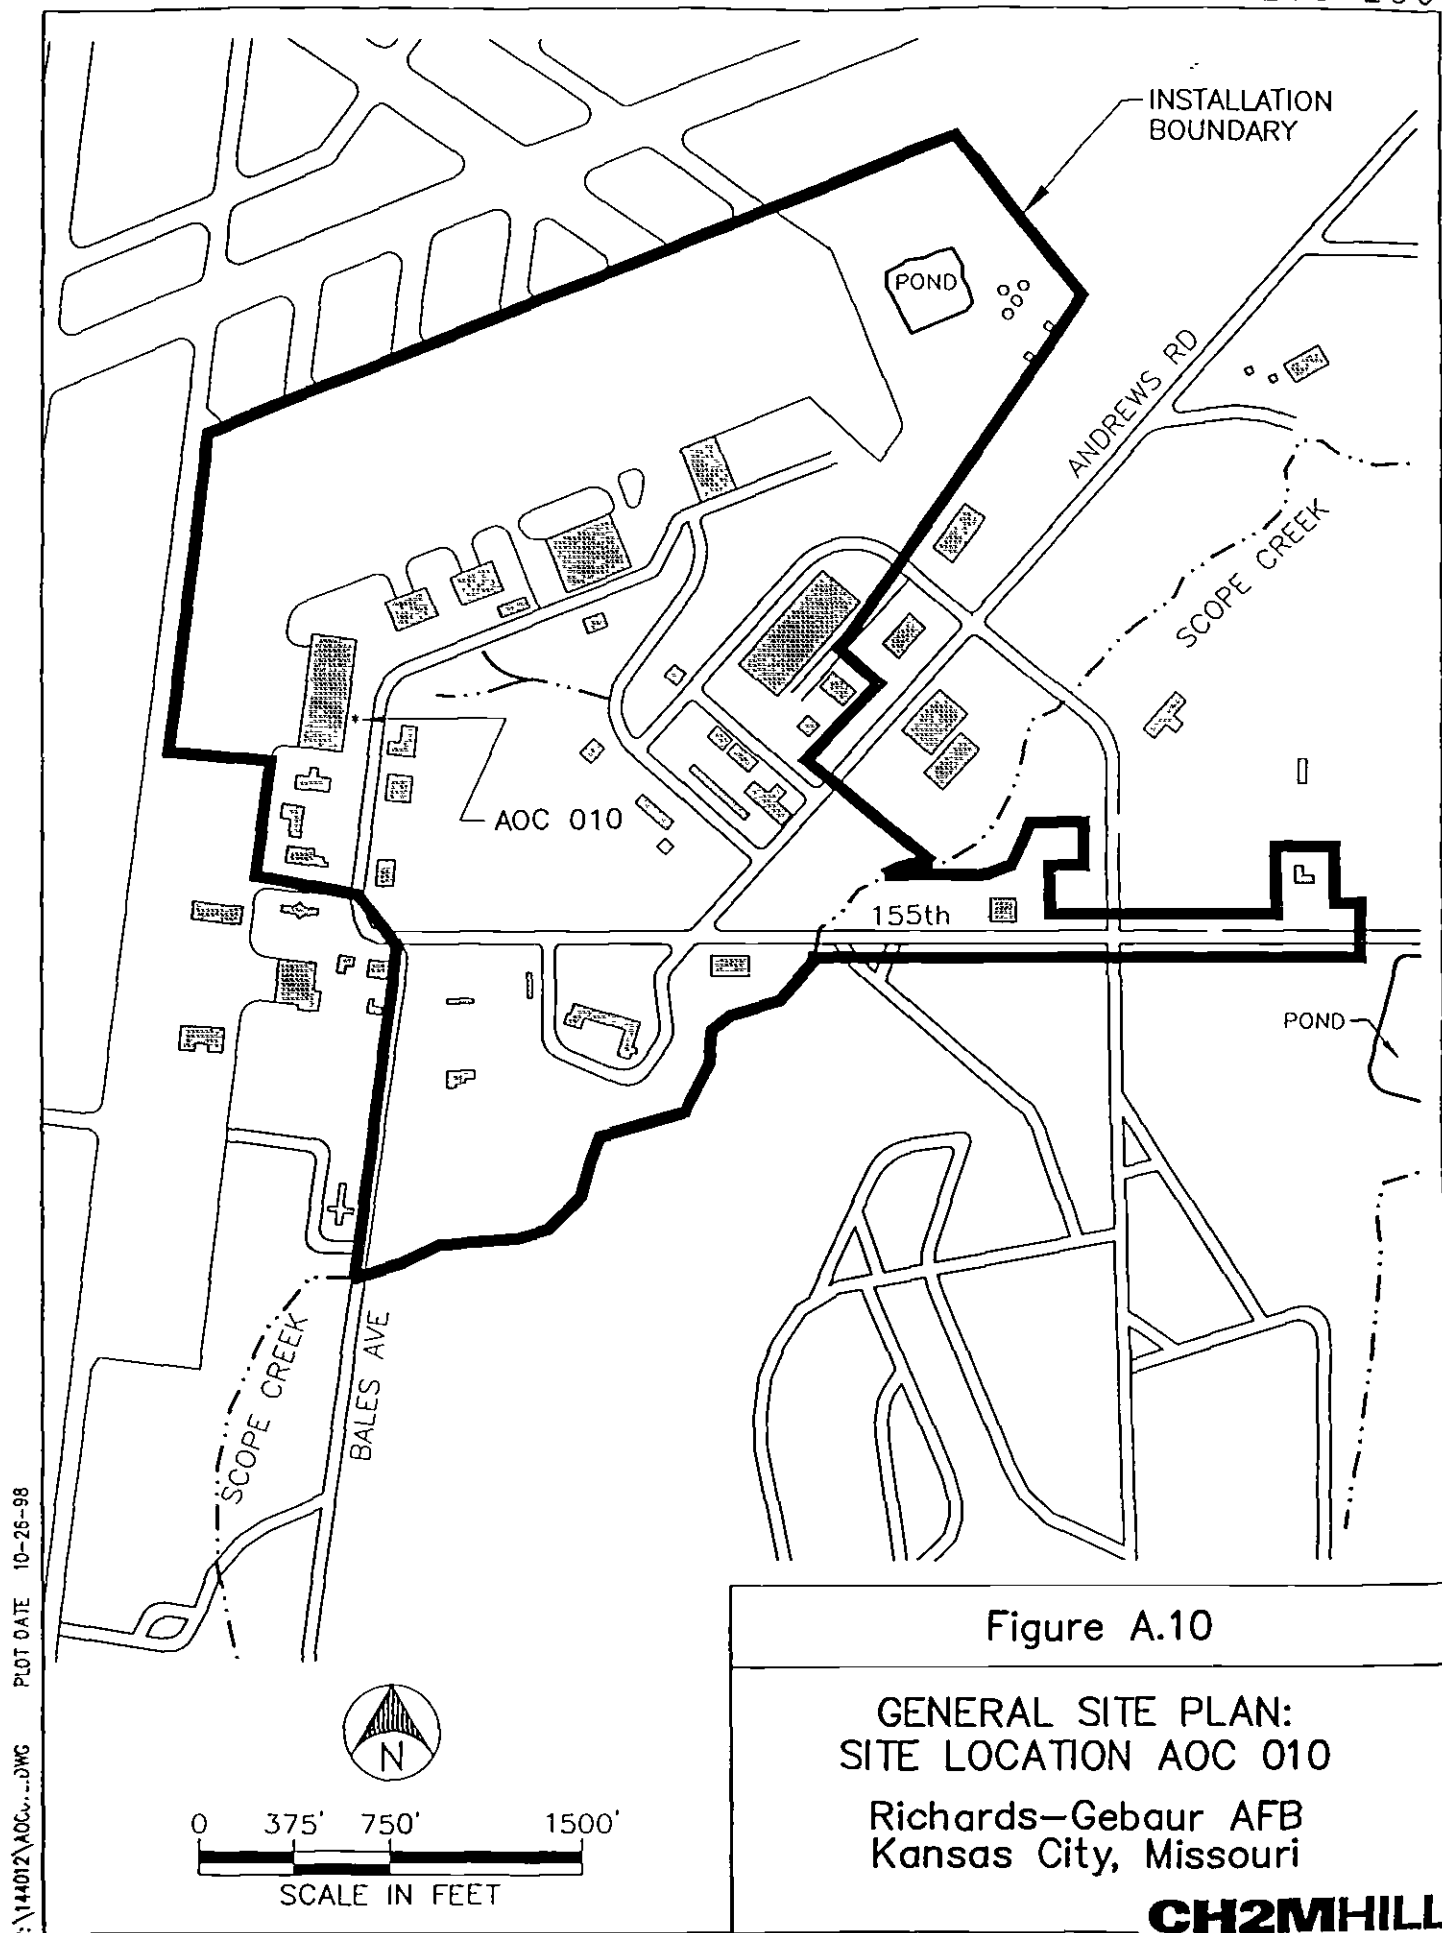 INSTALLATION
BOUNDARY
POND
ANDREWS RD
SCOPE CREEK
AOC 010
155th
POND
SCOPE CREEK
BALES AVE
PLOT DATE 10-26-98
N
0 375' 750' 1500'
SCALE IN FEET
Figure A.10
GENERAL SITE PLAN:
SITE LOCATION AOC 010
Richards-Gebaur AFB
Kansas City, Missouri
CH2MHILL